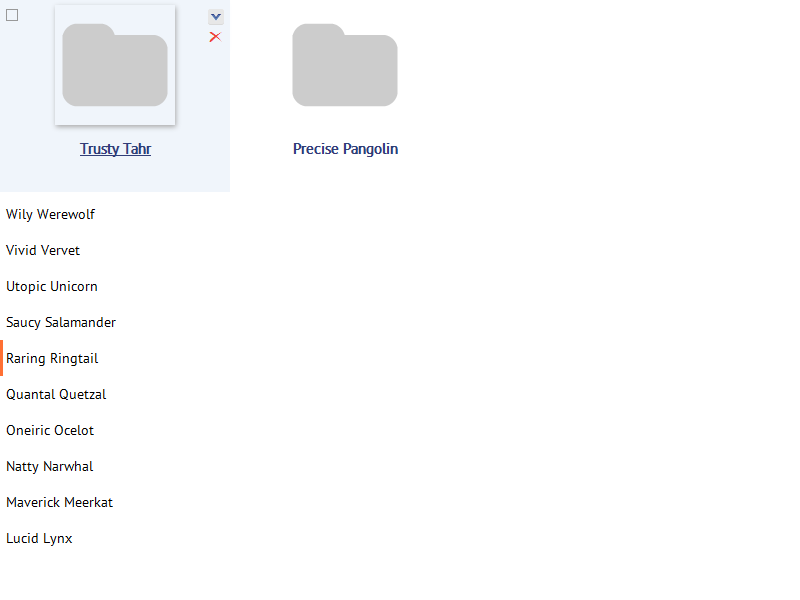 Trusty Tahr
Precise Pangolin
Wily Werewolf
Vivid Vervet
Utopic Unicorn
Saucy Salamander
Raring Ringtail
Quantal Quetzal
Oneiric Ocelot
Natty Narwhal
Maverick Meerkat
Lucid Lynx